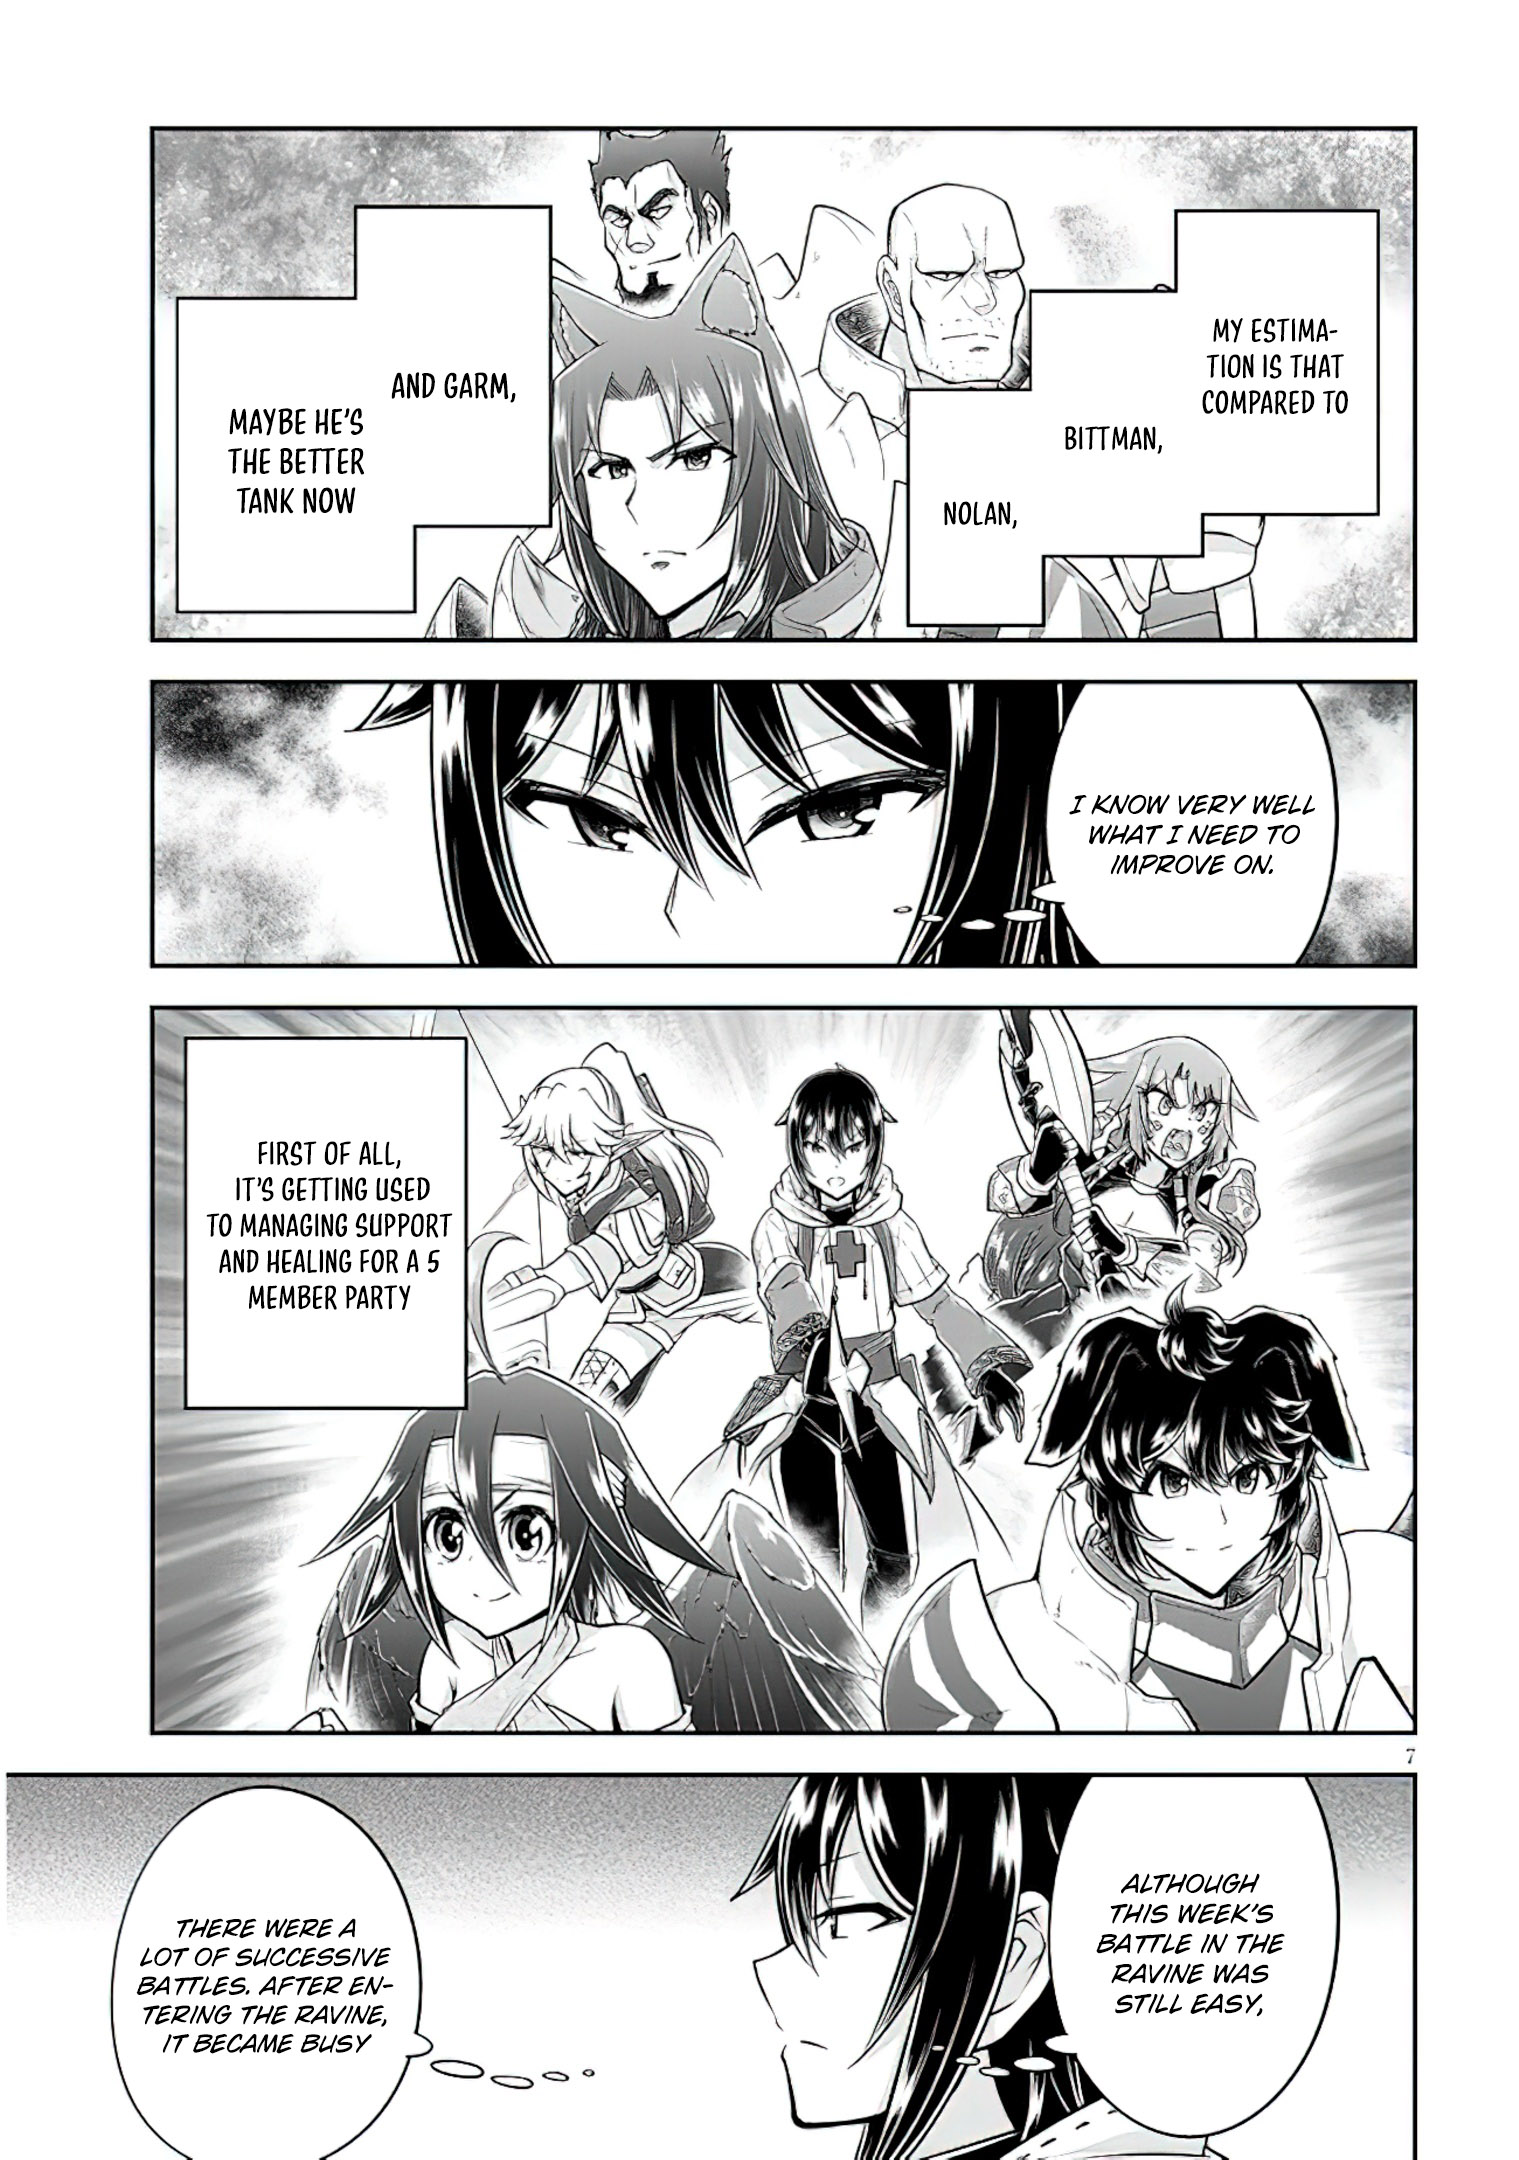 MY ESTIMA-
TION IS THAT
COMPARED TO
BITTMAN,
NOLAN,
AND GARM,
MAYBE HE'S
THE BETTER
TANK NOW
I KNOW VERY WELL
WHAT I NEED TO
IMPROVE ON.
FIRST OF ALL,
IT'S GETTING USED
TO MANAGING SUPPORT
AND HEALING FOR A 5
MEMBER PARTY
7
ALTHOUGH
THIS WEEK'S
BATTLE IN THE
RAVINE WAS
STILL EASY,
THERE WERE A
LOT OF SUCCESSIVE
BATTLES. AFTER EN-
TERING THE RAVINE,
IT BECAME BUSY